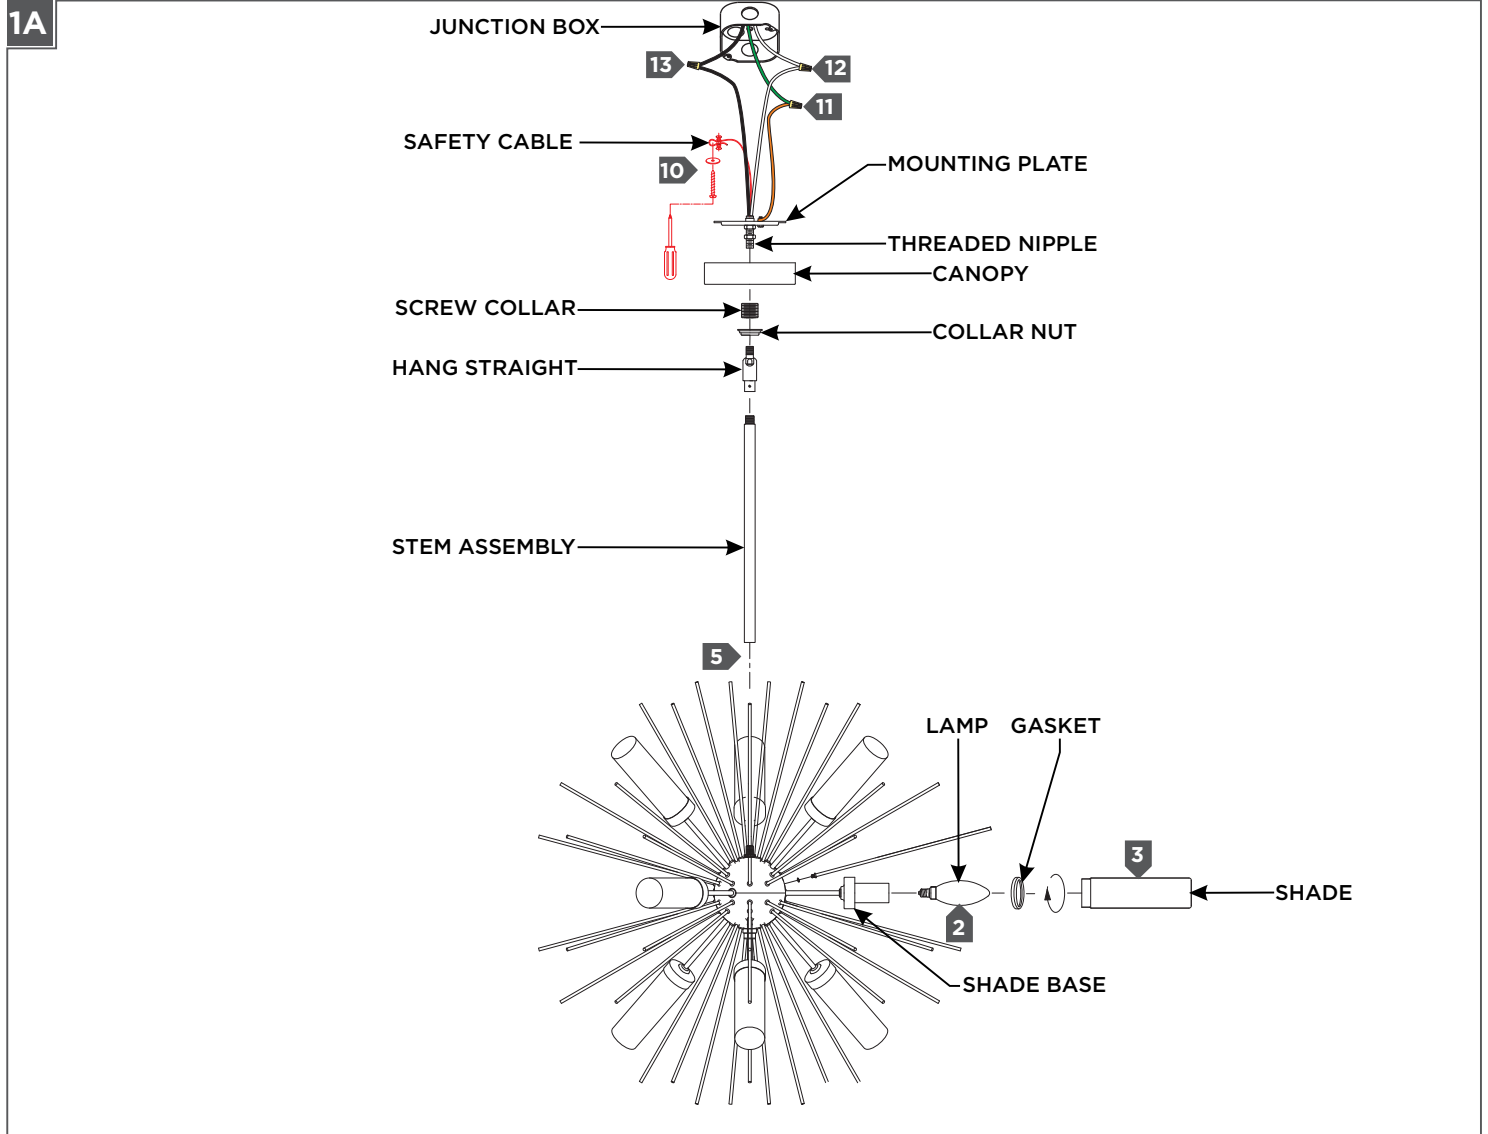 1A
JUNCTION BOX
13
12
11
SAFETY CABLE
10
MOUNTING PLATE
THREADED NIPPLE
CANOPY
SCREW COLLAR
COLLAR NUT
HANG STRAIGHT
STEM ASSEMBLY
5
LAMP
GASKET
3
SHADE
2
SHADE BASE